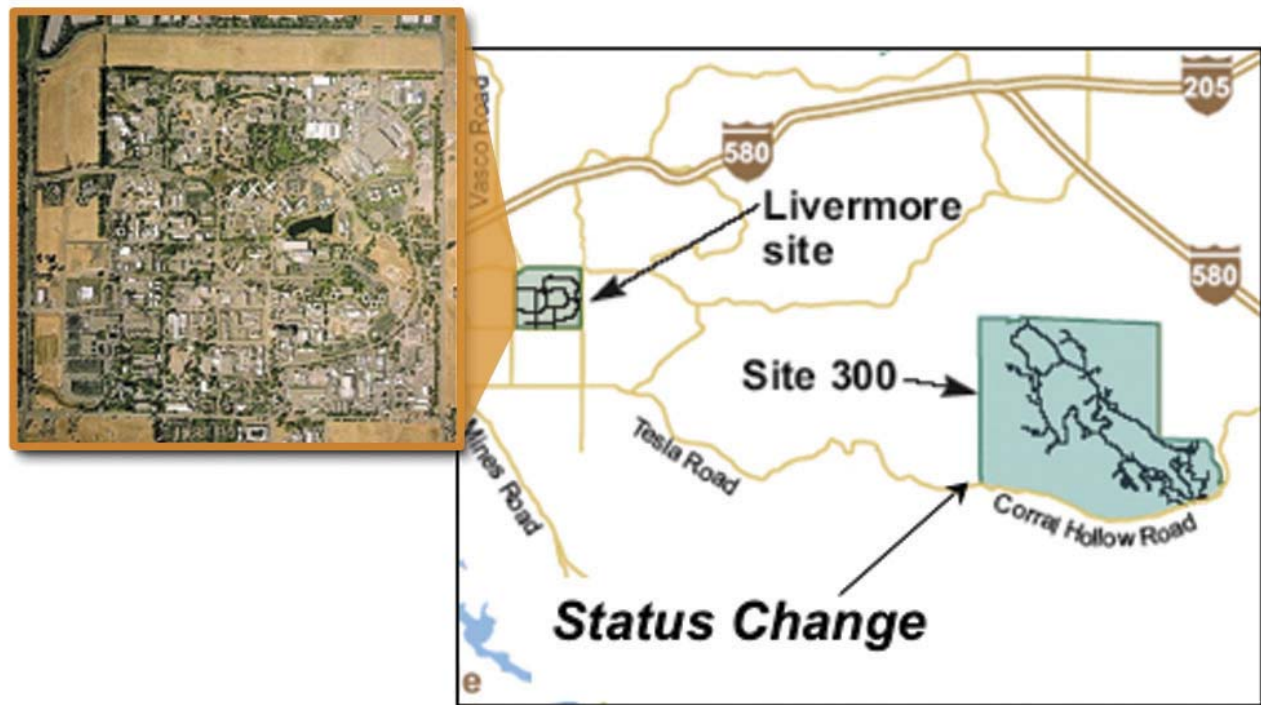 Vasco Road
205
580
Livermore
site
580
Site 300
Tesla Road
Mines Road
Corral Hollow Road
Status Change
e